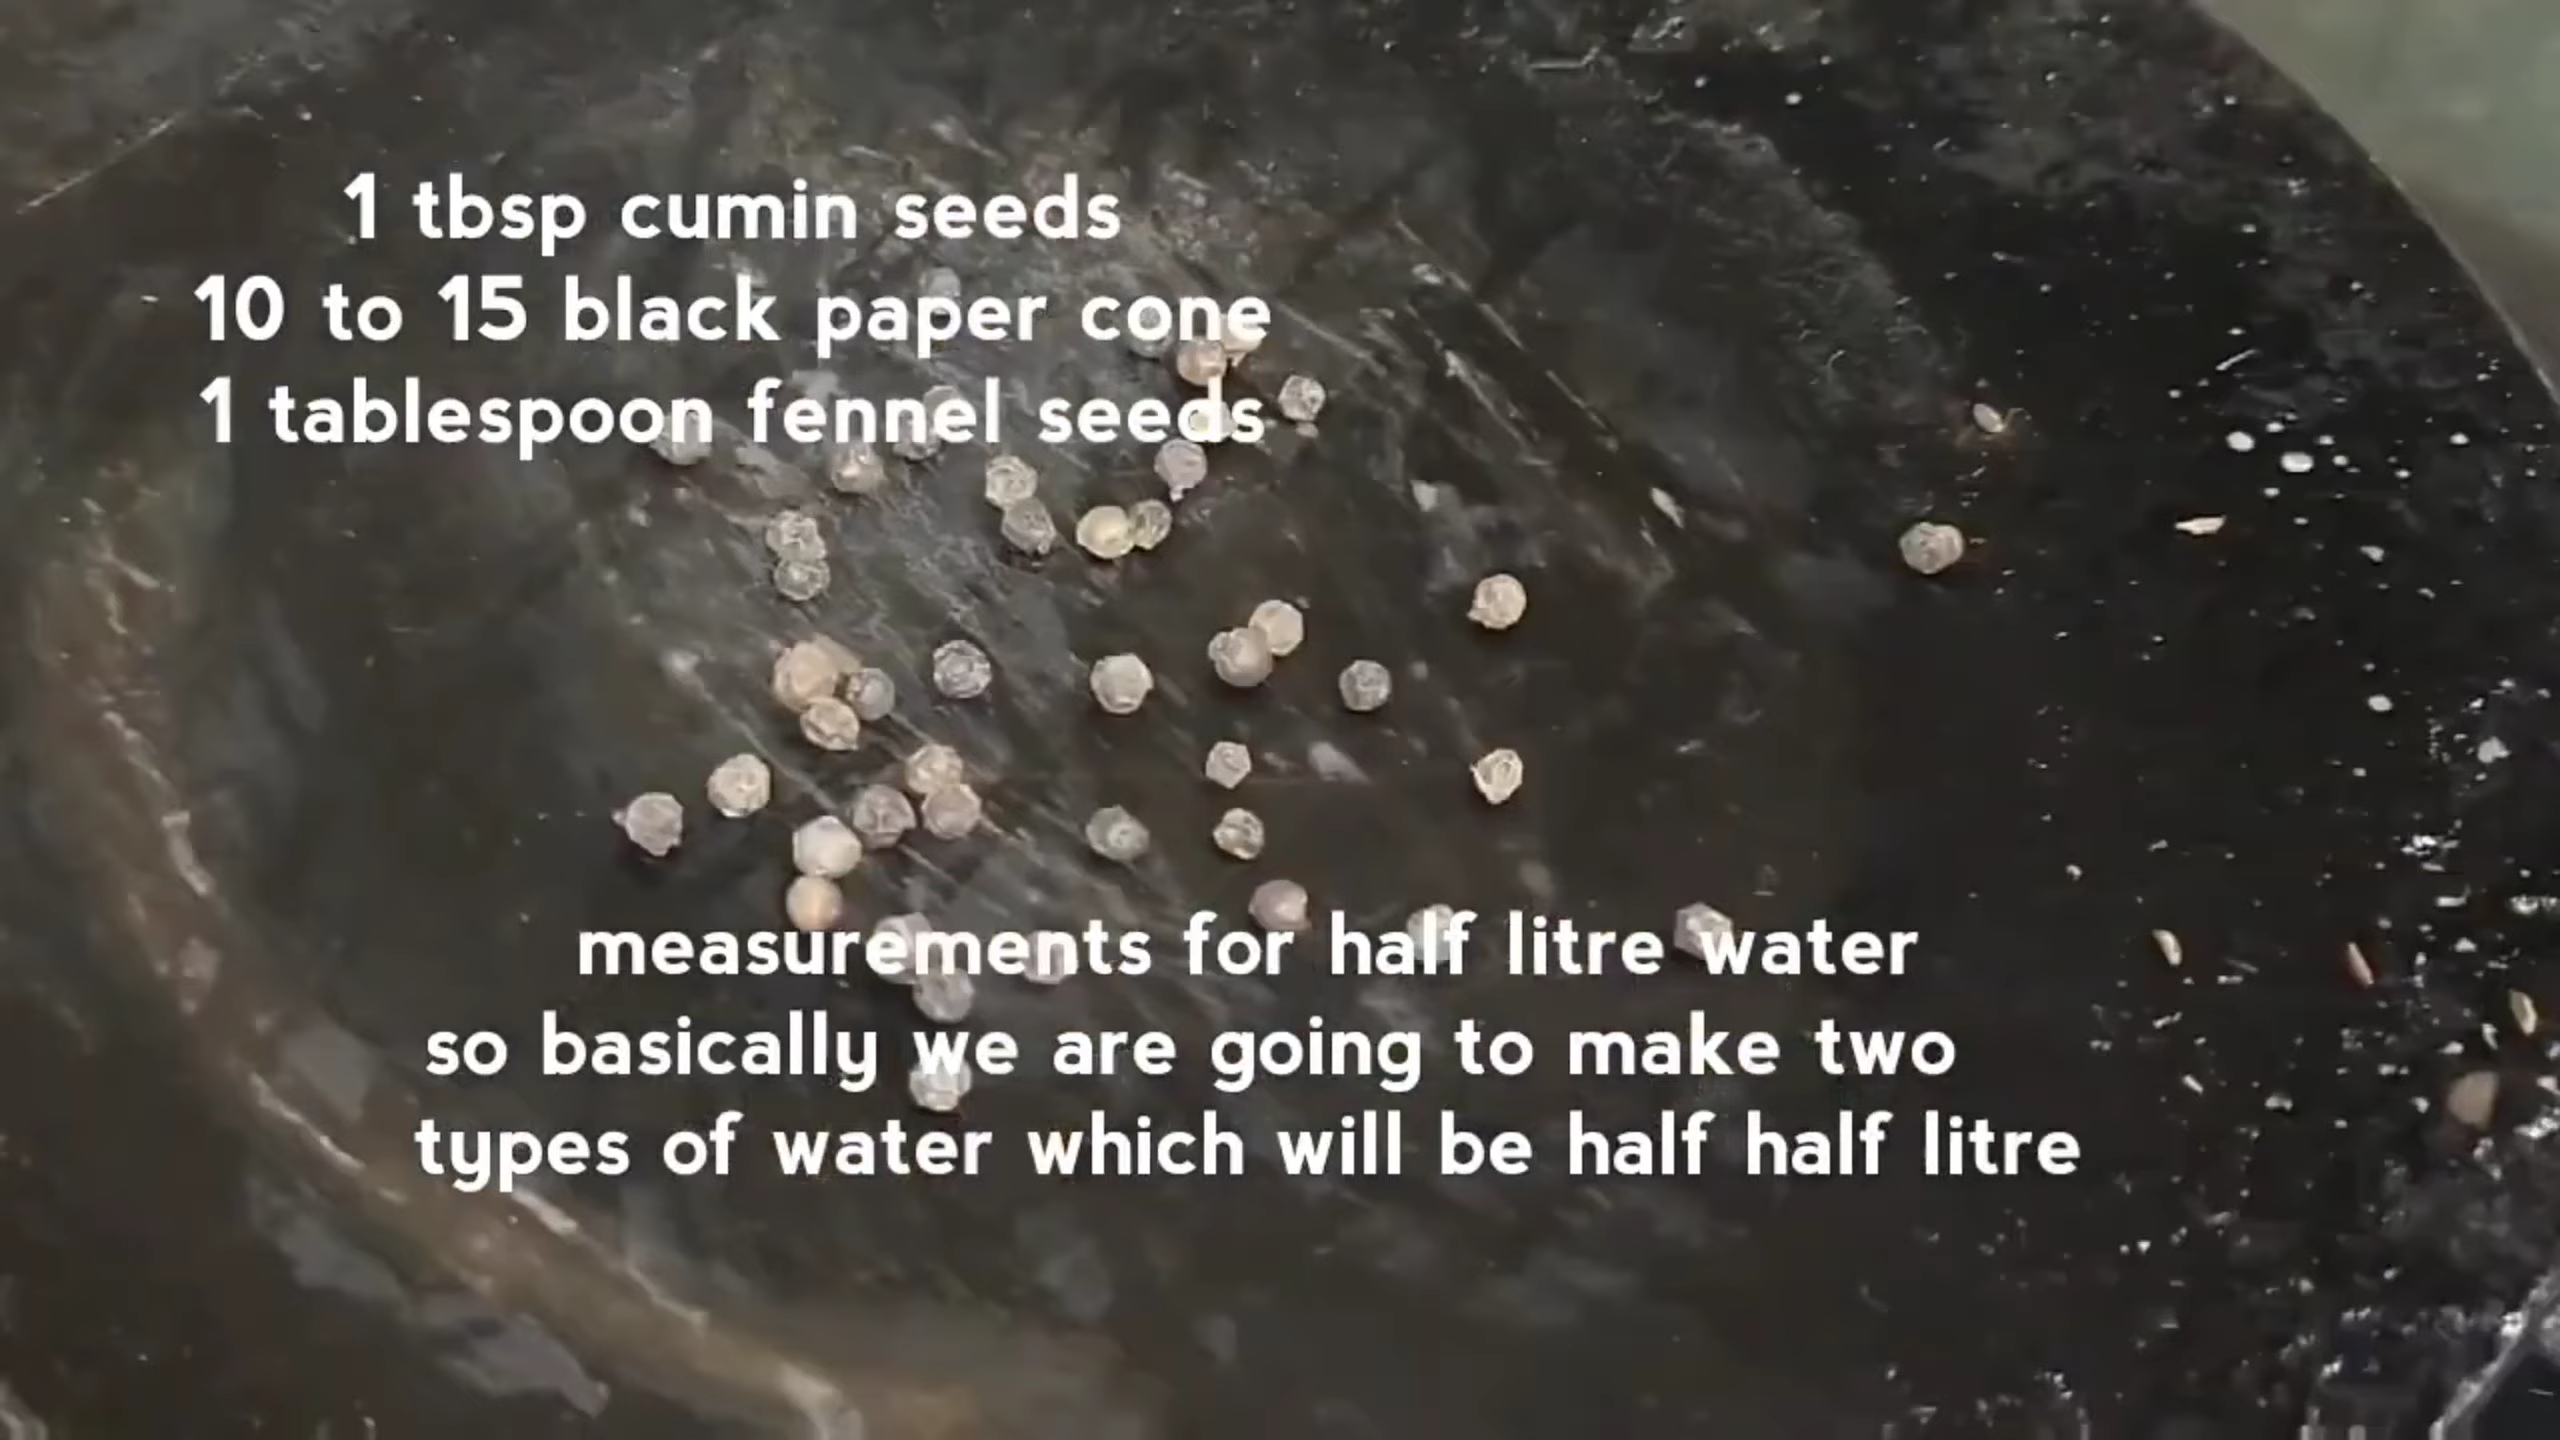 1 tbsp cumin seeds
10 to 15 black paper cone
1 tablespoon fennel seeds
measurements for half litre water
so basically we are going to make two
types of water which will be half half litre